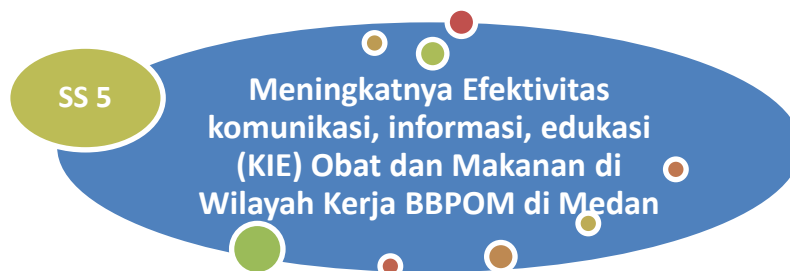 SS 5
Meningkatnya Efektivitas
komunikasi, informasi, edukasi
(KIE) Obat dan Makanan di
Wilayah Kerja BBPOM di Medan